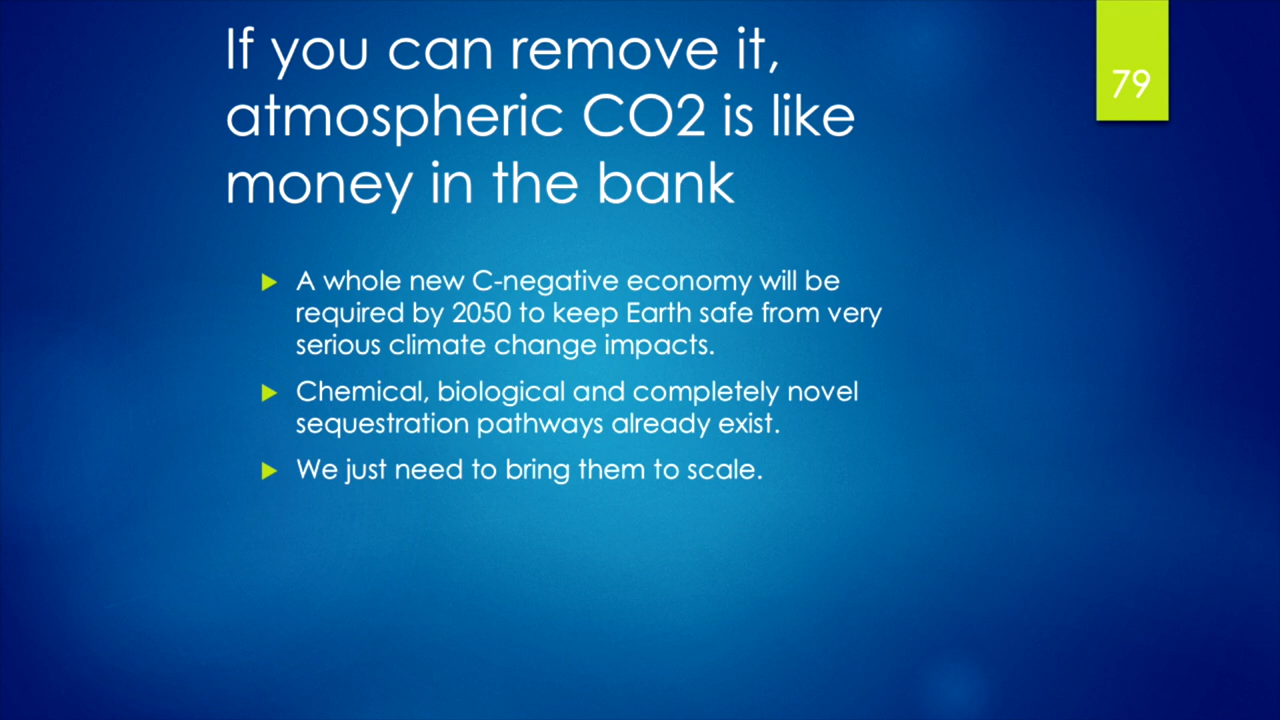 If you can remove it,
atmospheric CO2 is like
money in the bank
79
A whole new C-negative economy will be
required by 2050 to keep Earth safe from very
serious climate change impacts.
Chemical, biological and completely novel
sequestration pathways already exist.
We just need to bring them to scale.